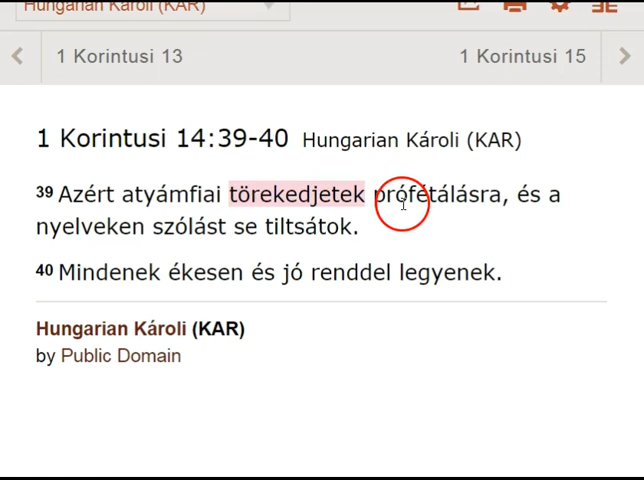 Hungarian Károli (KAR)
1 Korintusi 13
1 Korintusi 15
1 Korintusi 14:39-40 Hungarian Károli (KAR)
39 Azért atyámfiai törekedjetek prófétálásra, és a
nyelveken szólást se tiltsátok.
40 Mindenek ékesen és jó renddel legyenek.
Hungarian Károli (KAR)
by Public Domain